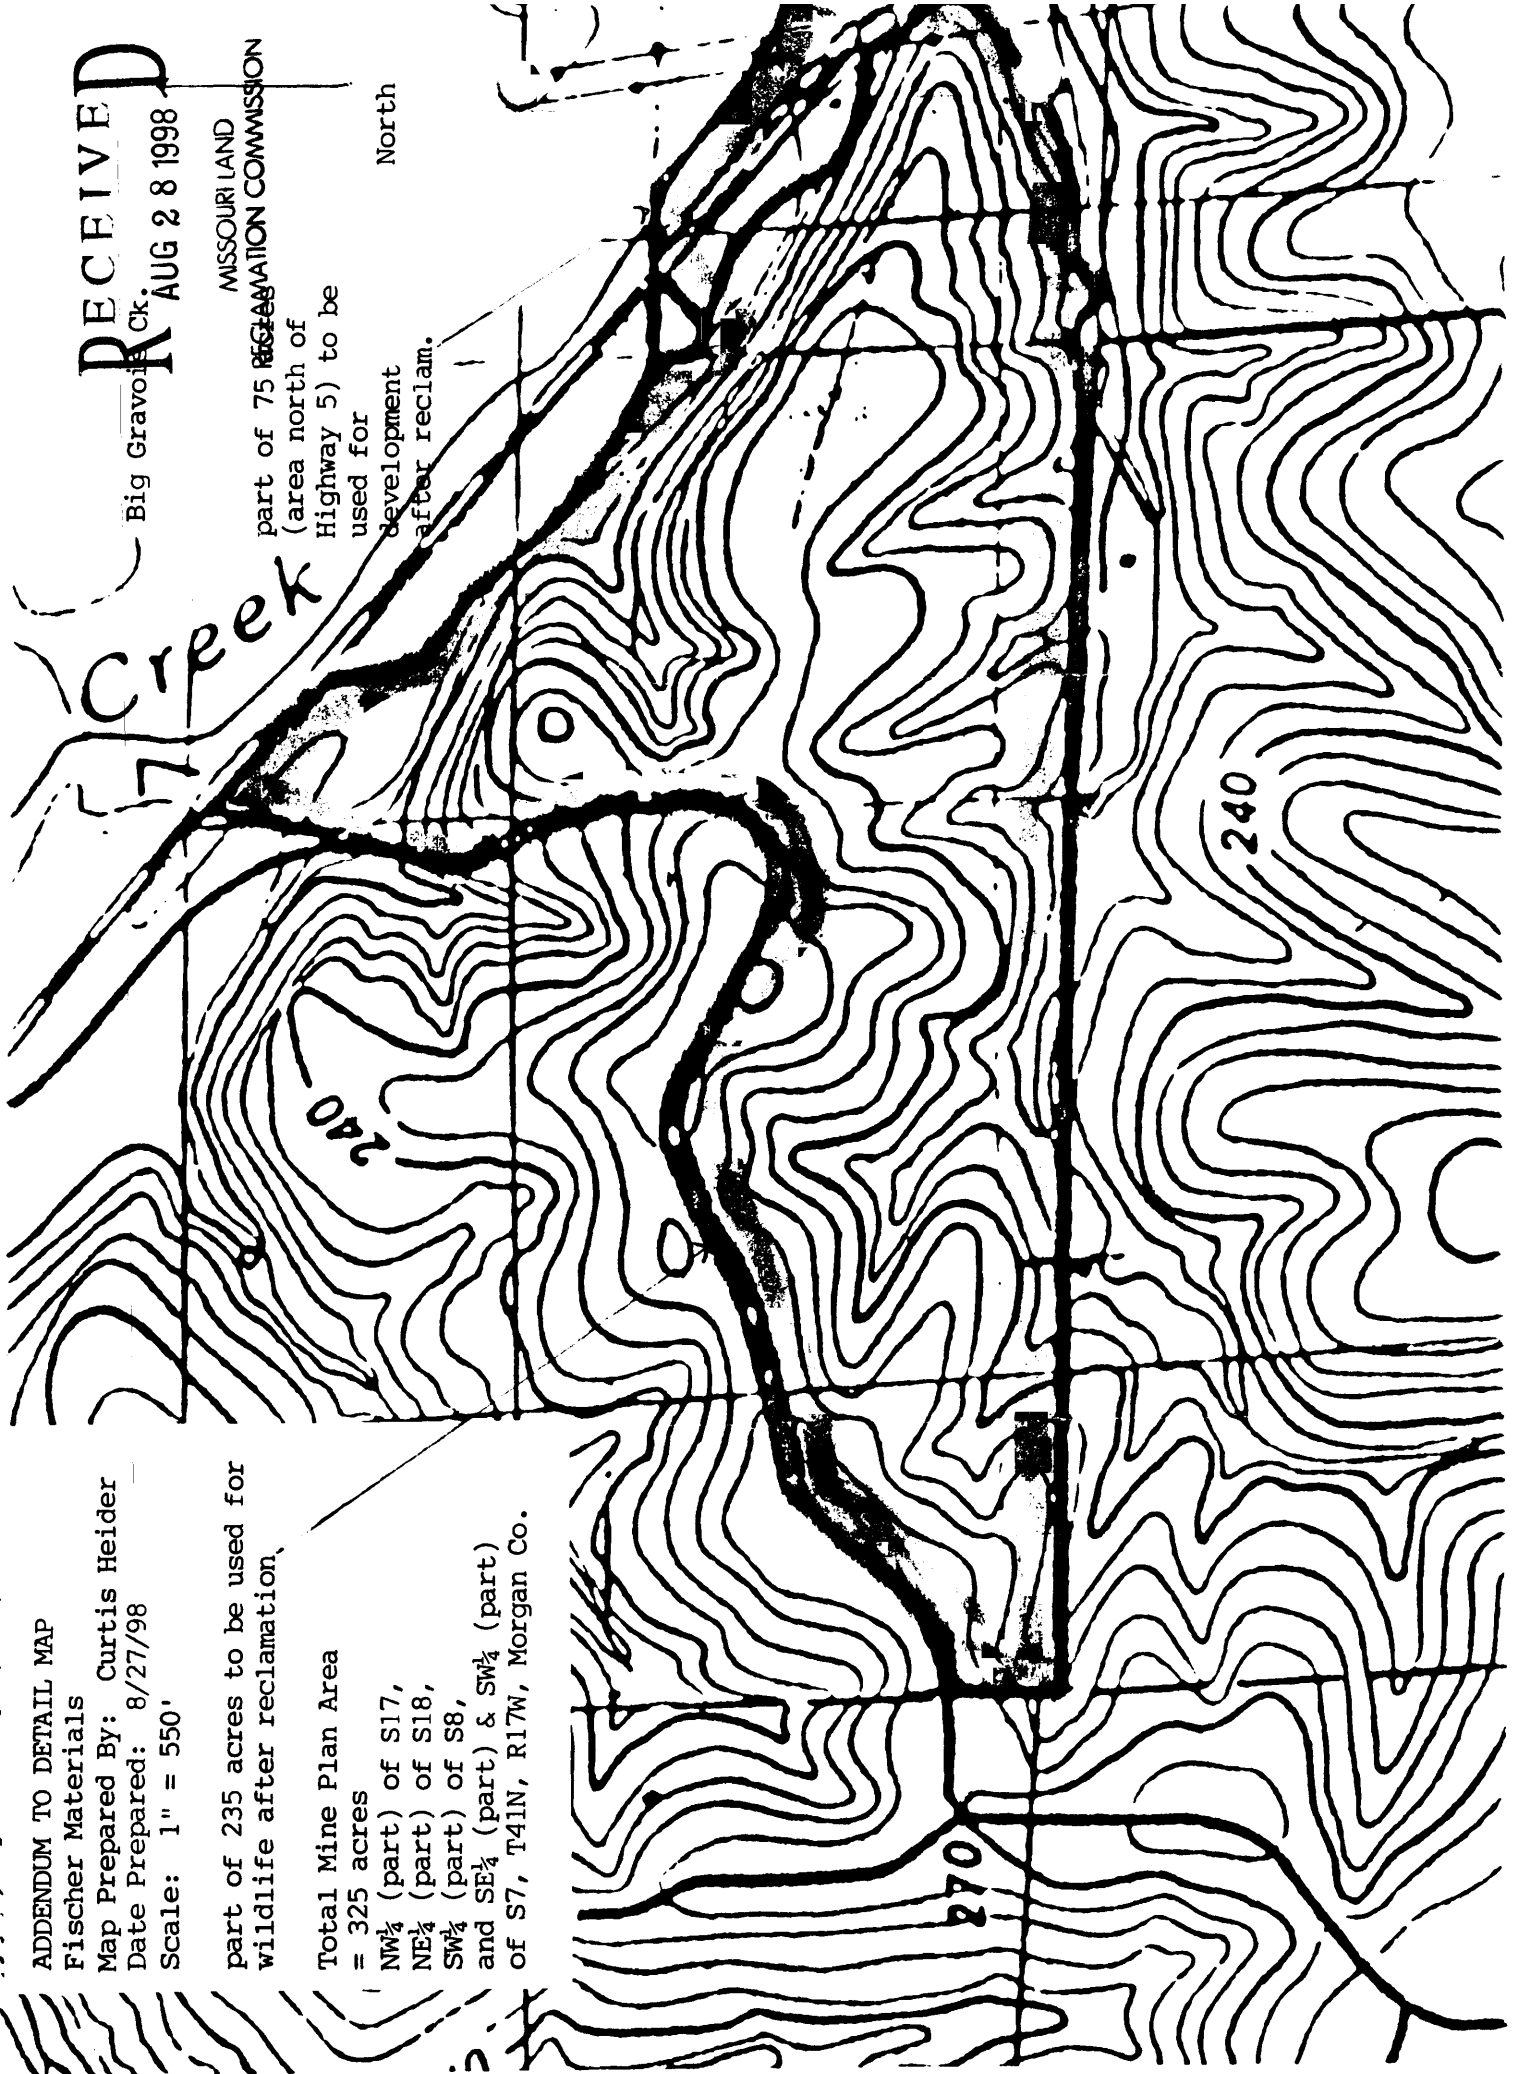 ADDENDUM TO DETAIL MAP
Fischer Materials
Map Prepared By: Curtis Heider
Date Prepared: 8/27/98
Scale: 1" = 550'
part of 235 acres to be used for
wildlife after reclamation
Total Mine Plan Area
= 325 acres
NW¼ (part) of S17,
NE¼ (part) of S18,
SW¼ (part) of S8,
and SE¼ (part) & SW¼ (part)
of S7, T41N, R17W, Morgan Co.
RECEIVED
AUG 28 1998
MISSOURI LAND
RECLAMATION COMMISSION
Big Gravois Ck.
part of 75 acres
(area north of
Highway 5) to be
used for
development
after reclam.
North
Creek
7
240
240
270